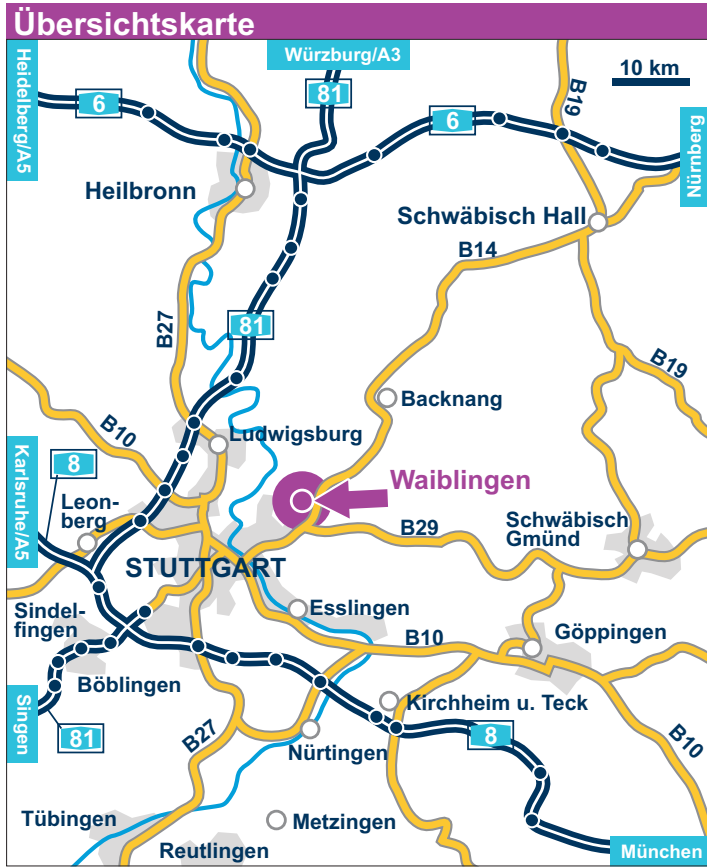 Übersichtskarte
Würzburg/A3
Heidelberg/A5
10 km
81
6
6
B19
Nürnberg
Heilbronn
Schwäbisch Hall
B14
81
B27
B19
Backnang
B10
Ludwigsburg
Karlsruhe/A5
8
Waiblingen
Leon-
berg
B29
Schwäbisch
Gmünd
STUTTGART
Sindel-
fingen
Esslingen
B10
Göppingen
Böblingen
Singen
81
Kirchheim u. Teck
B27
Nürtingen
8
B10
Tübingen
Metzingen
Reutlingen
München